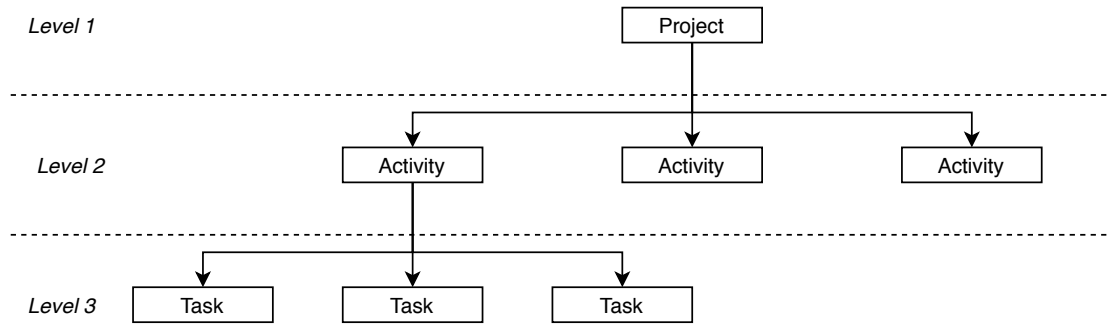 Level 1
Project
Level 2
Activity
Activity
Activity
Level 3
Task
Task
Task